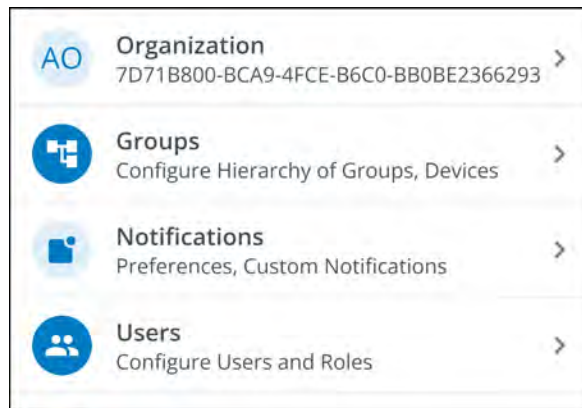 AO
Organization
7D71B800-BCA9-4FCE-B6C0-BB0BE2366293
Groups
Configure Hierarchy of Groups, Devices
Notifications
Preferences, Custom Notifications
Users
Configure Users and Roles